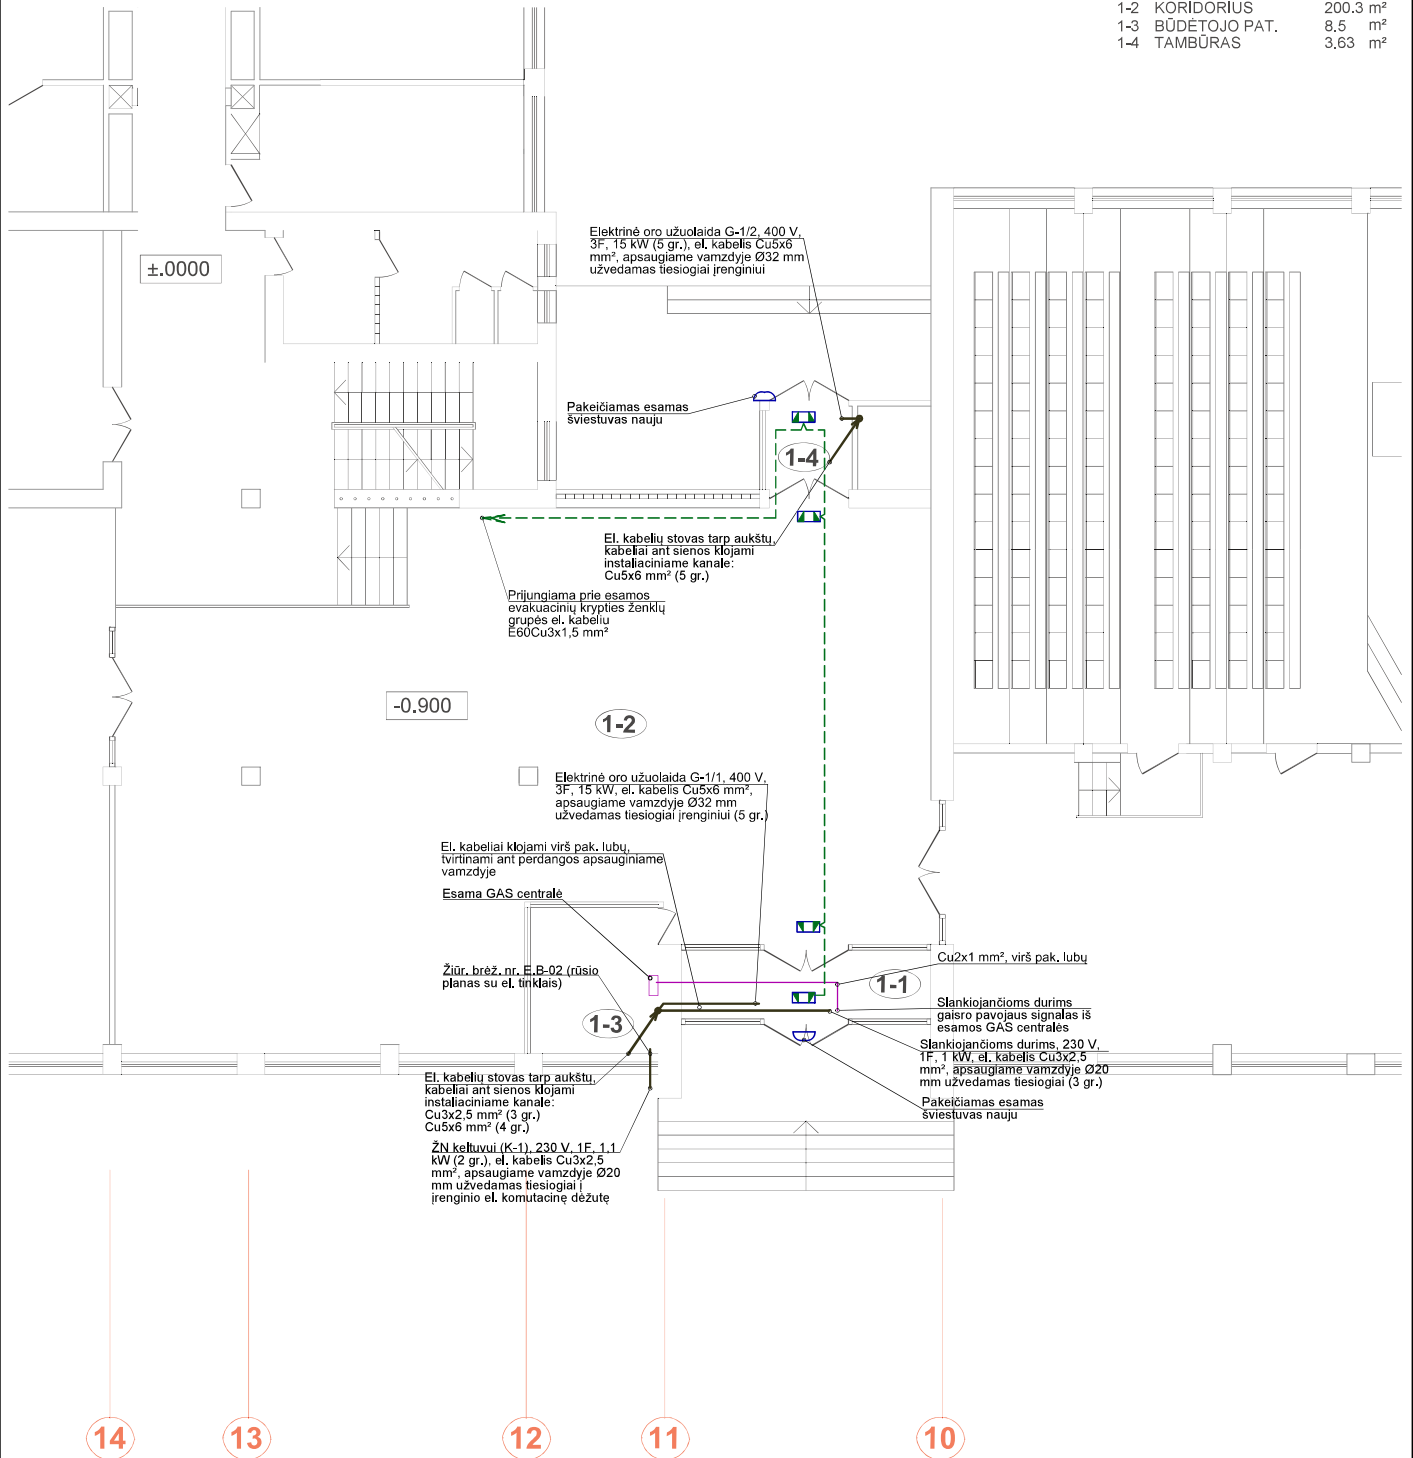 1-2 KORIDORIUS 200.3 m²
1-3 BŪDĖTOJO PAT. 8.5 m²
1-4 TAMBŪRAS 3.63 m²
Elektrinė oro užuolaida G-1/2, 400 V,
3F, 15 kW (5 gr.), el. kabelis Cu5x6
mm², apsaugiame vamzdyje Ø32 mm
užvedamas tiesiogiai įrenginiui
±.0000
Pakeičiamas esamas
šviestuvas nauju
1-4
El. kabelių stovas tarp aukštų,
kabeliai ant sienos klojami
instaliaciniame kanale:
Cu5x6 mm² (5 gr.)
Prijungiama prie esamos
evakuacinių krypties ženklų
grupės el. kabeliu
E60Cu3x1,5 mm²
-0.900
1-2
Elektrinė oro užuolaida G-1/1, 400 V,
3F, 15 kW, el. kabelis Cu5x6 mm²,
apsaugiame vamzdyje Ø32 mm
užvedamas tiesiogiai įrenginiui (5 gr.)
El. kabeliai klojami virš pak. lubų,
tvirtinami ant perdangos apsauginiame
vamzdyje
Esama GAS centralė
Žiūr. brėž. nr. E.B-02 (rūsio
planas su el. tinklais)
Cu2x1 mm², virš pak. lubų
1-1
Slankiojančioms durims
gaisro pavojaus signalas iš
esamos GAS centralės
1-3
Slankiojančioms durims, 230 V,
1F, 1 kW, el. kabelis Cu3x2,5
mm², apsaugiame vamzdyje Ø20
mm užvedamas tiesiogiai (3 gr.)
El. kabelių stovas tarp aukštų,
kabeliai ant sienos klojami
instaliaciniame kanale:
Cu3x2,5 mm² (3 gr.)
Cu5x6 mm² (4 gr.)
Pakeičiamas esamas
šviestuvas nauju
ŽN keltuvui (K-1), 230 V, 1F, 1,1
kW (2 gr.), el. kabelis Cu3x2,5
mm², apsaugiame vamzdyje Ø20
mm užvedamas tiesiogiai į
įrenginio el. komutacinę dėžutę
14 13 12 11 10